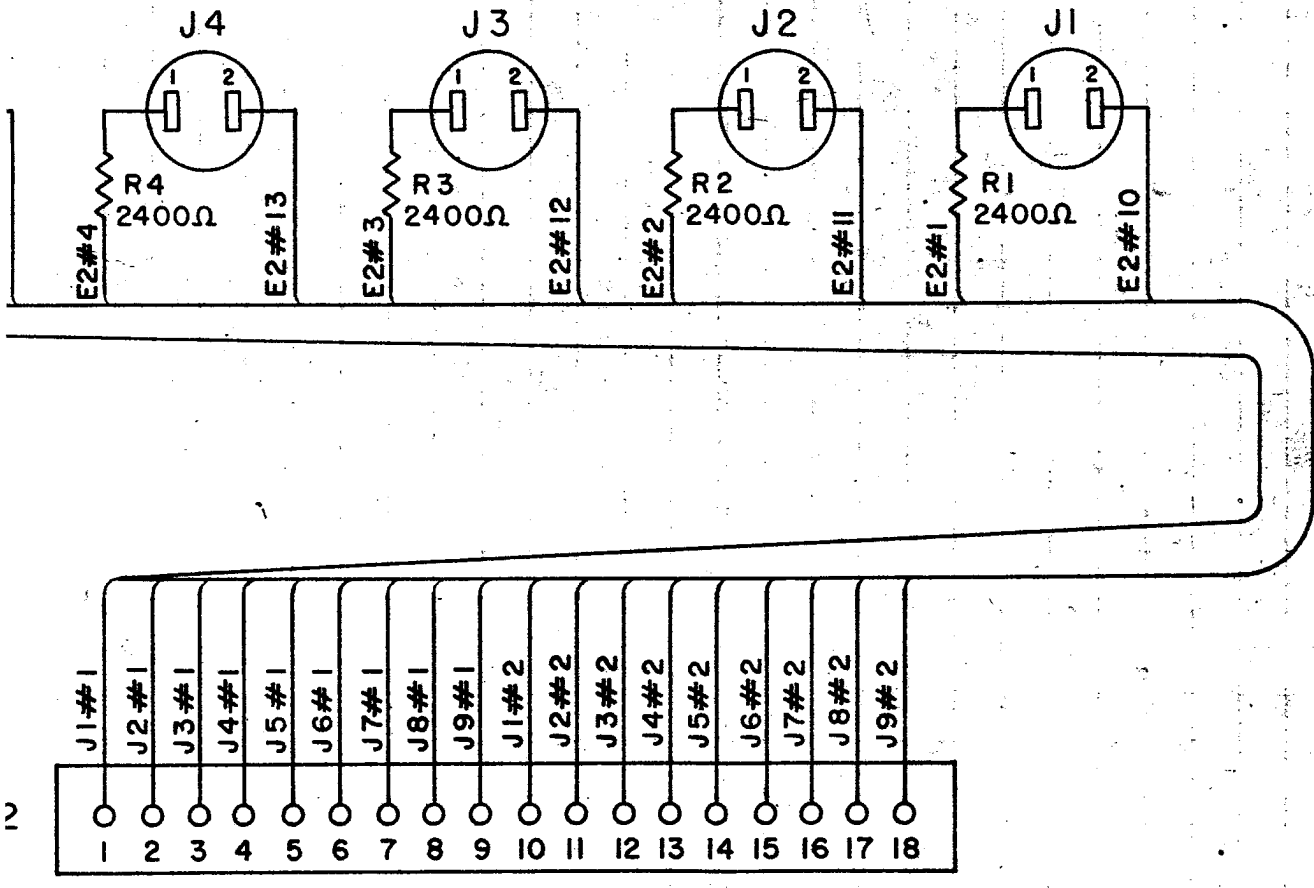 J4 J3 J2 J1
1 2 1 2 1 2 1 2
R4 R3 R2 R1
2400Ω 2400Ω 2400Ω 2400Ω
E2#4 E2#13 E2#3 E2#12 E2#2 E2#11 E2#1 E2#10
J1#1 J2#1 J3#1 J4#1 J5#1 J6#1 J7#1 J8#1 J9#1 J1#2 J2#2 J3#2 J4#2 J5#2 J6#2 J7#2 J8#2 J9#2
2
1 2 3 4 5 6 7 8 9 10 11 12 13 14 15 16 17 18